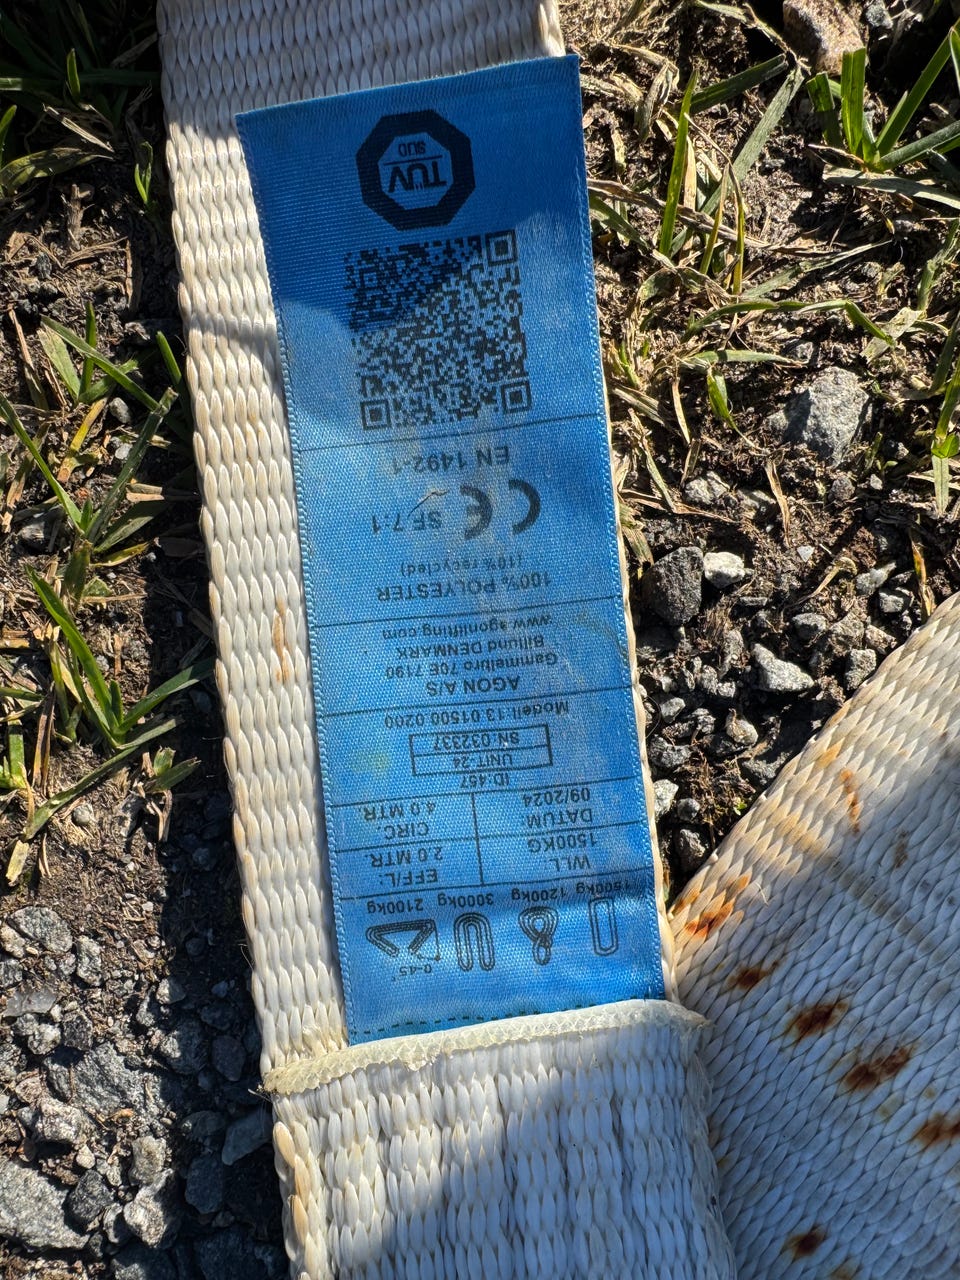 1500kg 1200kg 3000kg 2100kg
0-45°
WLL.
1500KG
EFF/L:
2.0 MTR.
DATUM:
09/2024
CIRC.
4.0 MTR.
ID.457
UNIT-24
SN. 032337
Modell:13 01500 0200
AGON A/S
Gammelbro 70E 7190
Billund DENMARK
www.agonlifting.com
100% POLYESTER
(10% recycled)
CE SF 7:1
EN 1492-1
TÜV
SÜD